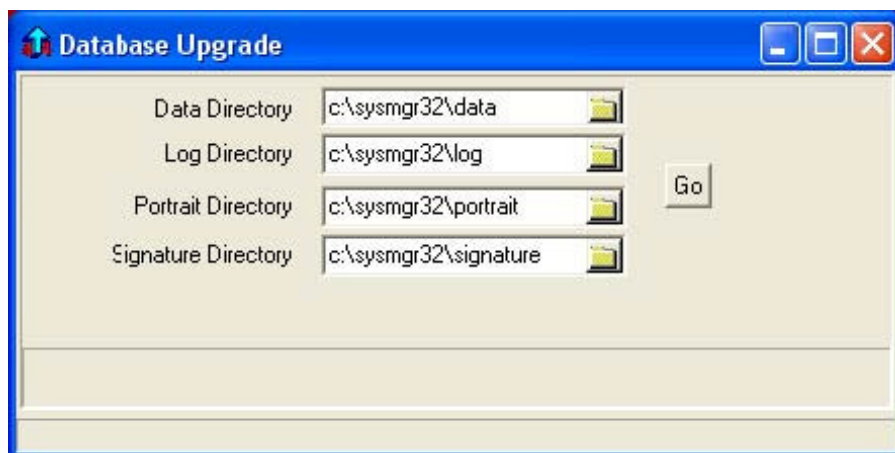 Database Upgrade
Data Directory c:\sysmgr32\data
Log Directory c:\sysmgr32\log
Go
Portrait Directory c:\sysmgr32\portrait
Signature Directory c:\sysmgr32\signature